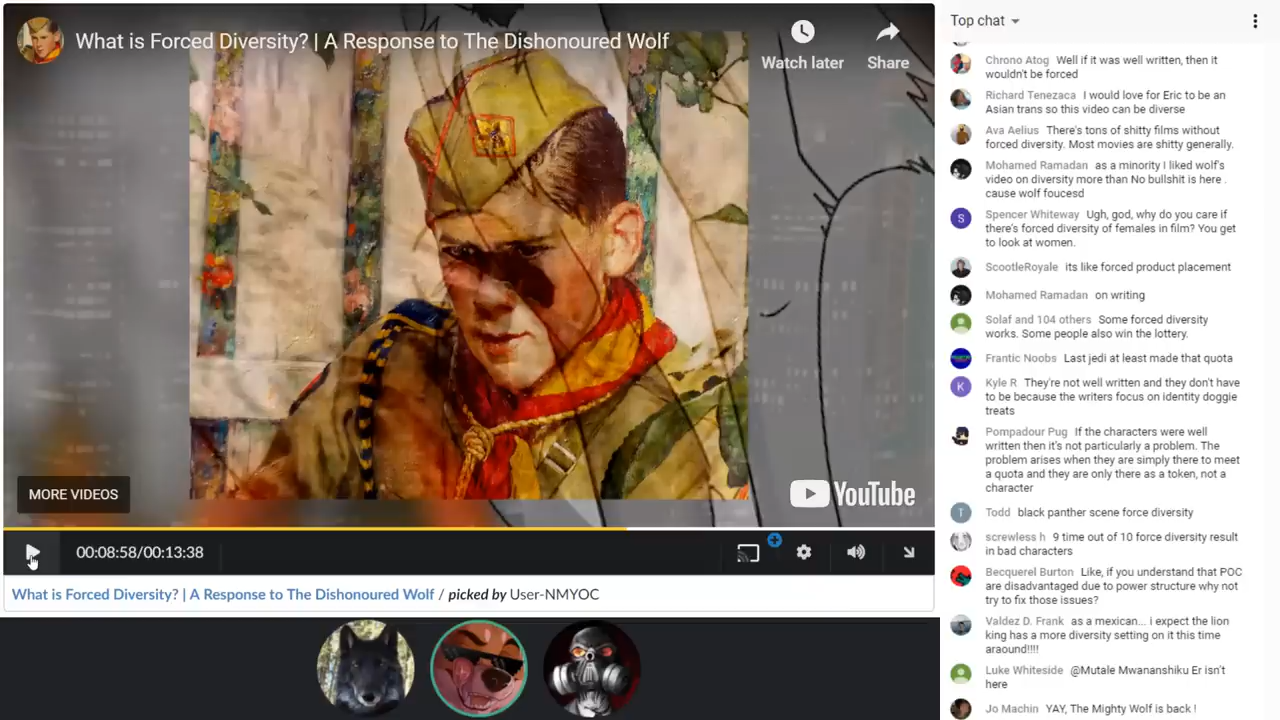 What is Forced Diversity? | A Response to The Dishonoured Wolf
Watch later
Share
MORE VIDEOS
YouTube
00:08:58/00:13:38
What is Forced Diversity? | A Response to The Dishonoured Wolf / picked by User-NMYOC
Top chat
Chrono Atog Well if it was well written, then it
wouldn't be forced
Richard Tenezaca I would love for Eric to be an
Asian trans so this video can be diverse
Ava Aelius There's tons of shitty films without
forced diversity. Most movies are shitty generally.
Mohamed Ramadan as a minority I liked wolf's
video on diversity more than No bullshit is here .
cause wolf foucesd
S
Spencer Whiteway Ugh, god, why do you care if
there's forced diversity of females in film? You get
to look at women.
ScootleRoyale its like forced product placement
Mohamed Ramadan on writing
Solaf and 104 others Some forced diversity
works. Some people also win the lottery.
Frantic Noobs Last jedi at least made that quota
K
Kyle R They're not well written and they don't have
to be because the writers focus on identity doggie
treats
Pompadour Pug If the characters were well
written then it's not particularly a problem. The
problem arises when they are simply there to meet
a quota and they are only there as a token, not a
character
T
Todd black panther scene force diversity
screwless h 9 time out of 10 force diversity result
in bad characters
Becquerel Burton Like, if you understand that POC
are disadvantaged due to power structure why not
try to fix those issues?
Valdez D. Frank as a mexican... i expect the lion
king has a more diversity setting on it this time
araound!!!!
Luke Whiteside @Mutale Mwananshiku Er isn't
here
Jo Machin YAY, The Mighty Wolf is back !